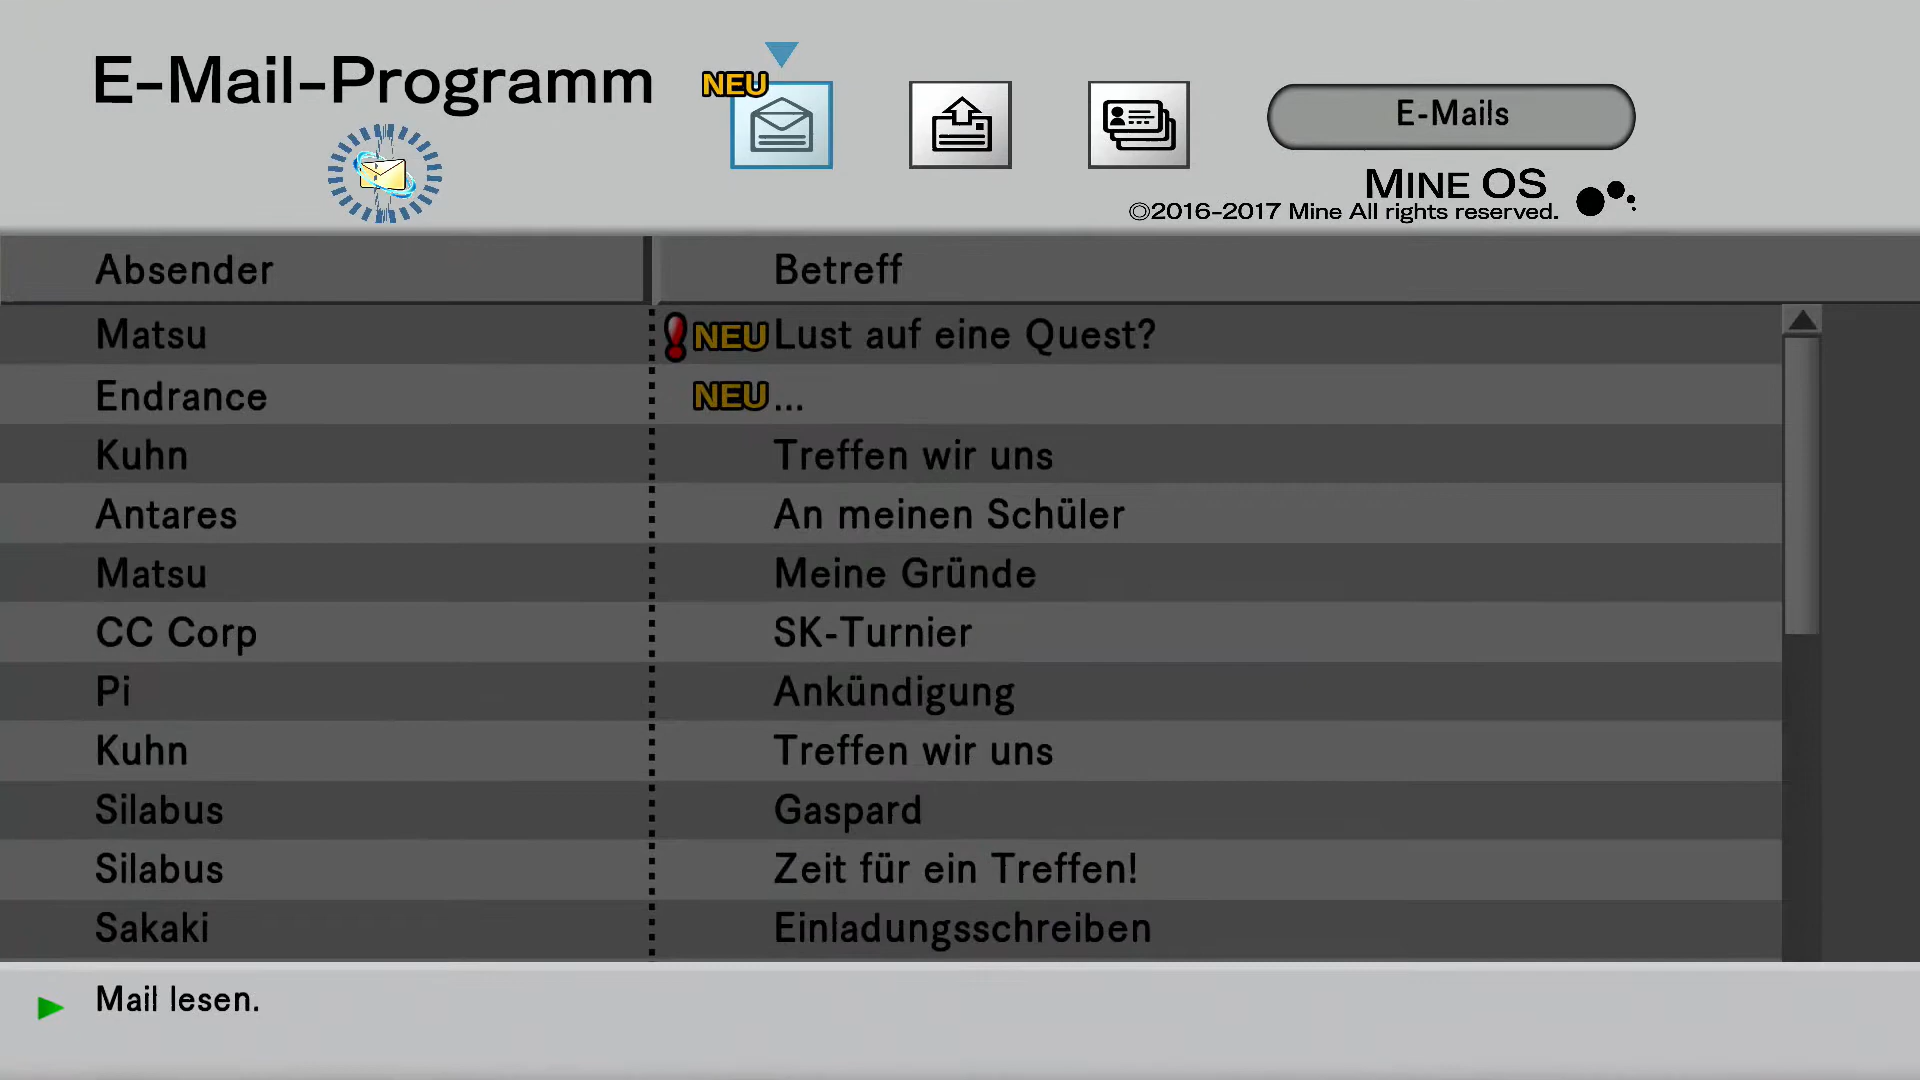 E-Mail-Programm
NEU
E-Mails
MINE OS
©2016-2017 Mine All rights reserved.
Absender Betreff
Matsu NEU Lust auf eine Quest?
Endrance NEU ...
Kuhn Treffen wir uns
Antares An meinen Schüler
Matsu Meine Gründe
CC Corp SK-Turnier
Pi Ankündigung
Kuhn Treffen wir uns
Silabus Gaspard
Silabus Zeit für ein Treffen!
Sakaki Einladungsschreiben
Mail lesen.